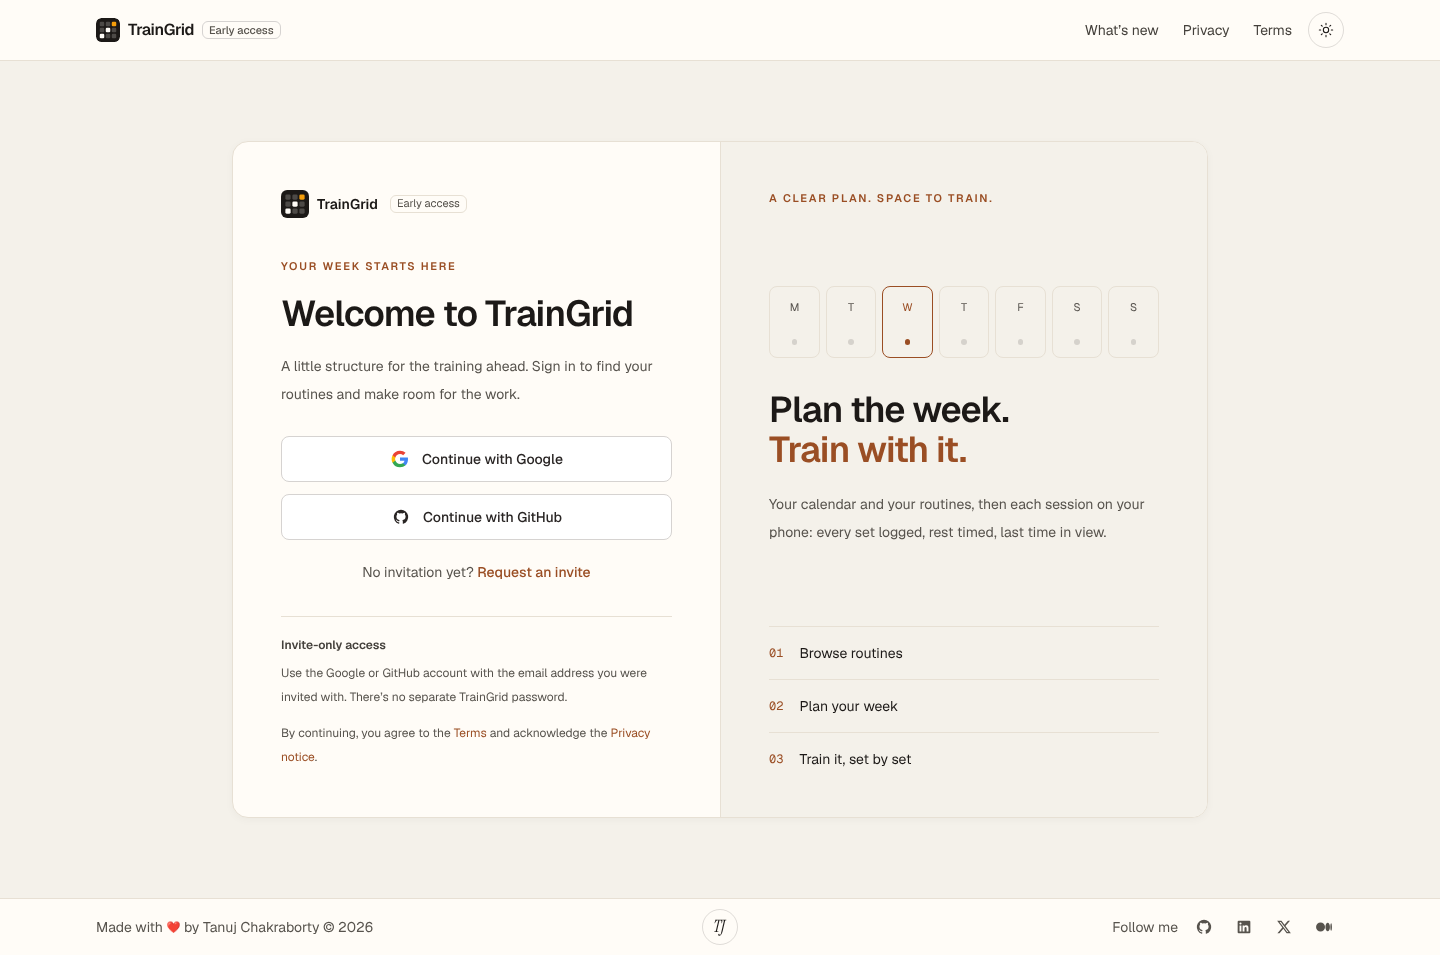 TrainGrid Early access
What's new Privacy Terms
TrainGrid Early access
YOUR WEEK STARTS HERE
Welcome to TrainGrid
A little structure for the training ahead. Sign in to find your
routines and make room for the work.
Continue with Google
Continue with GitHub
No invitation yet? Request an invite
Invite-only access
Use the Google or GitHub account with the email address you were
invited with. There's no separate TrainGrid password.
By continuing, you agree to the Terms and acknowledge the Privacy
notice.
A CLEAR PLAN. SPACE TO TRAIN.
M T W T F S S
Plan the week.
Train with it.
Your calendar and your routines, then each session on your
phone: every set logged, rest timed, last time in view.
01 Browse routines
02 Plan your week
03 Train it, set by set
Made with ❤️ by Tanuj Chakraborty © 2026
TJ
Follow me